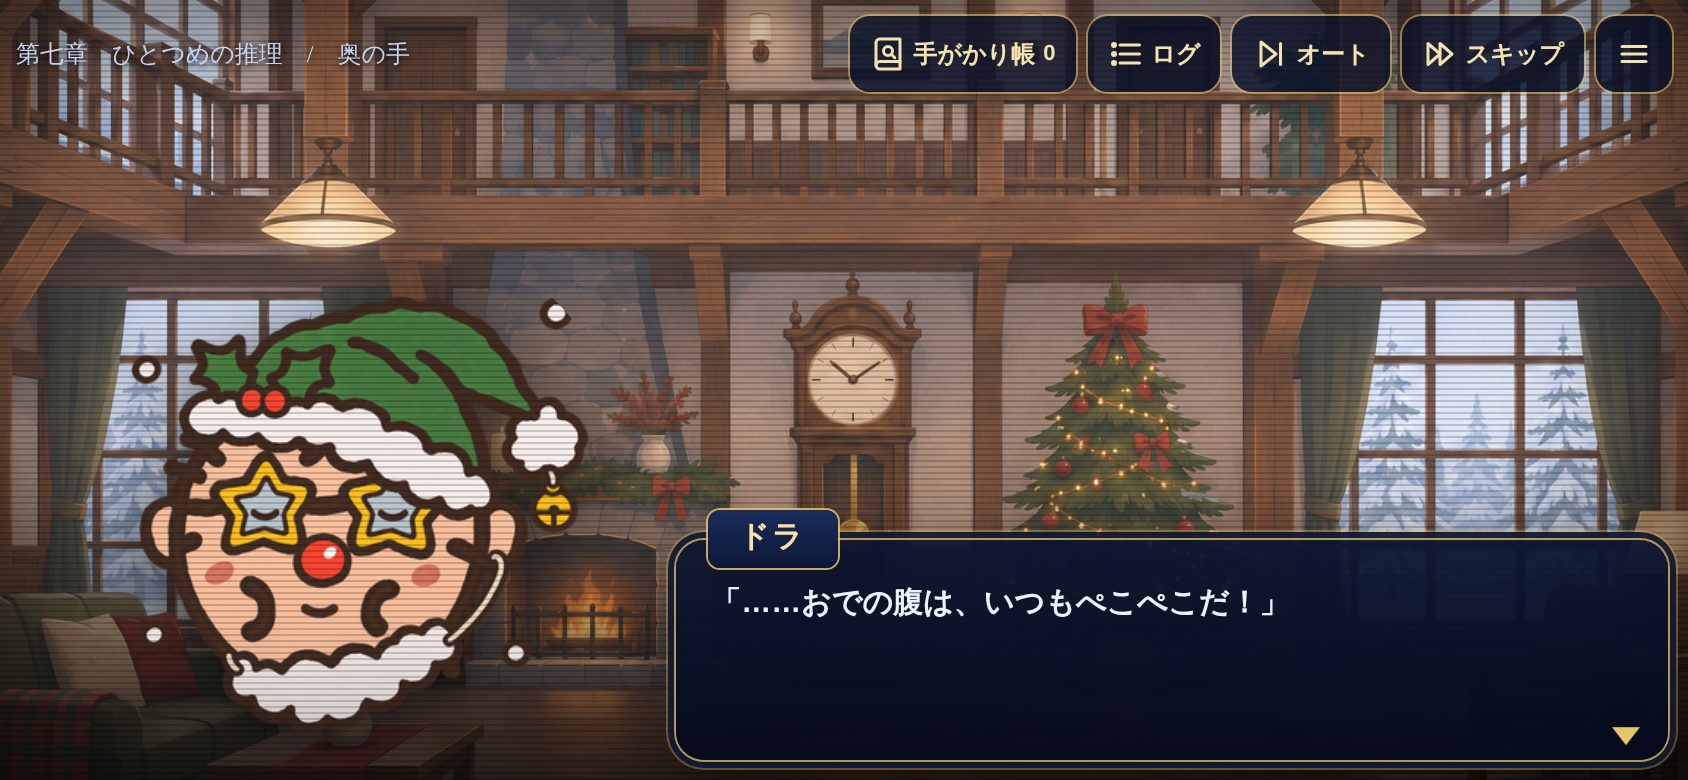 第七章 ひとつめの推理 / 奥の手
手がかり帳 0
ログ
オート
スキップ
ドラ
「……おでの腹は、いつもぺこぺこだ！」